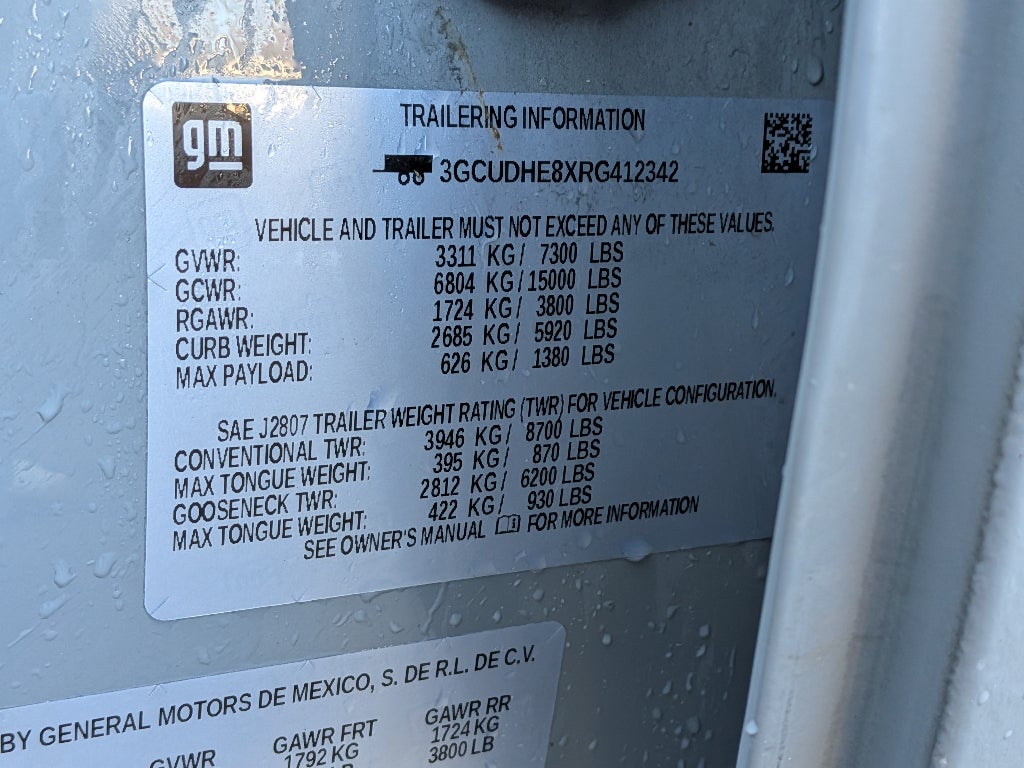 gm
TRAILERING INFORMATION
3GCUDHE8XRG412342
VEHICLE AND TRAILER MUST NOT EXCEED ANY OF THESE VALUES.
GVWR: 3311 KG/ 7300 LBS
GCWR: 6804 KG/ 15000 LBS
RGAWR: 1724 KG/ 3800 LBS
CURB WEIGHT: 2685 KG/ 5920 LBS
MAX PAYLOAD: 626 KG/ 1380 LBS
SAE J2807 TRAILER WEIGHT RATING (TWR) FOR VEHICLE CONFIGURATION.
CONVENTIONAL TWR: 3946 KG/ 8700 LBS
MAX TONGUE WEIGHT: 395 KG/ 870 LBS
GOOSENECK TWR: 2812 KG/ 6200 LBS
MAX TONGUE WEIGHT: 422 KG/ 930 LBS
SEE OWNER'S MANUAL FOR MORE INFORMATION
BY GENERAL MOTORS DE MEXICO, S. DE R.L. DE C.V.
GVWR GAWR FRT GAWR RR
1792 KG 1724 KG
3800 LB